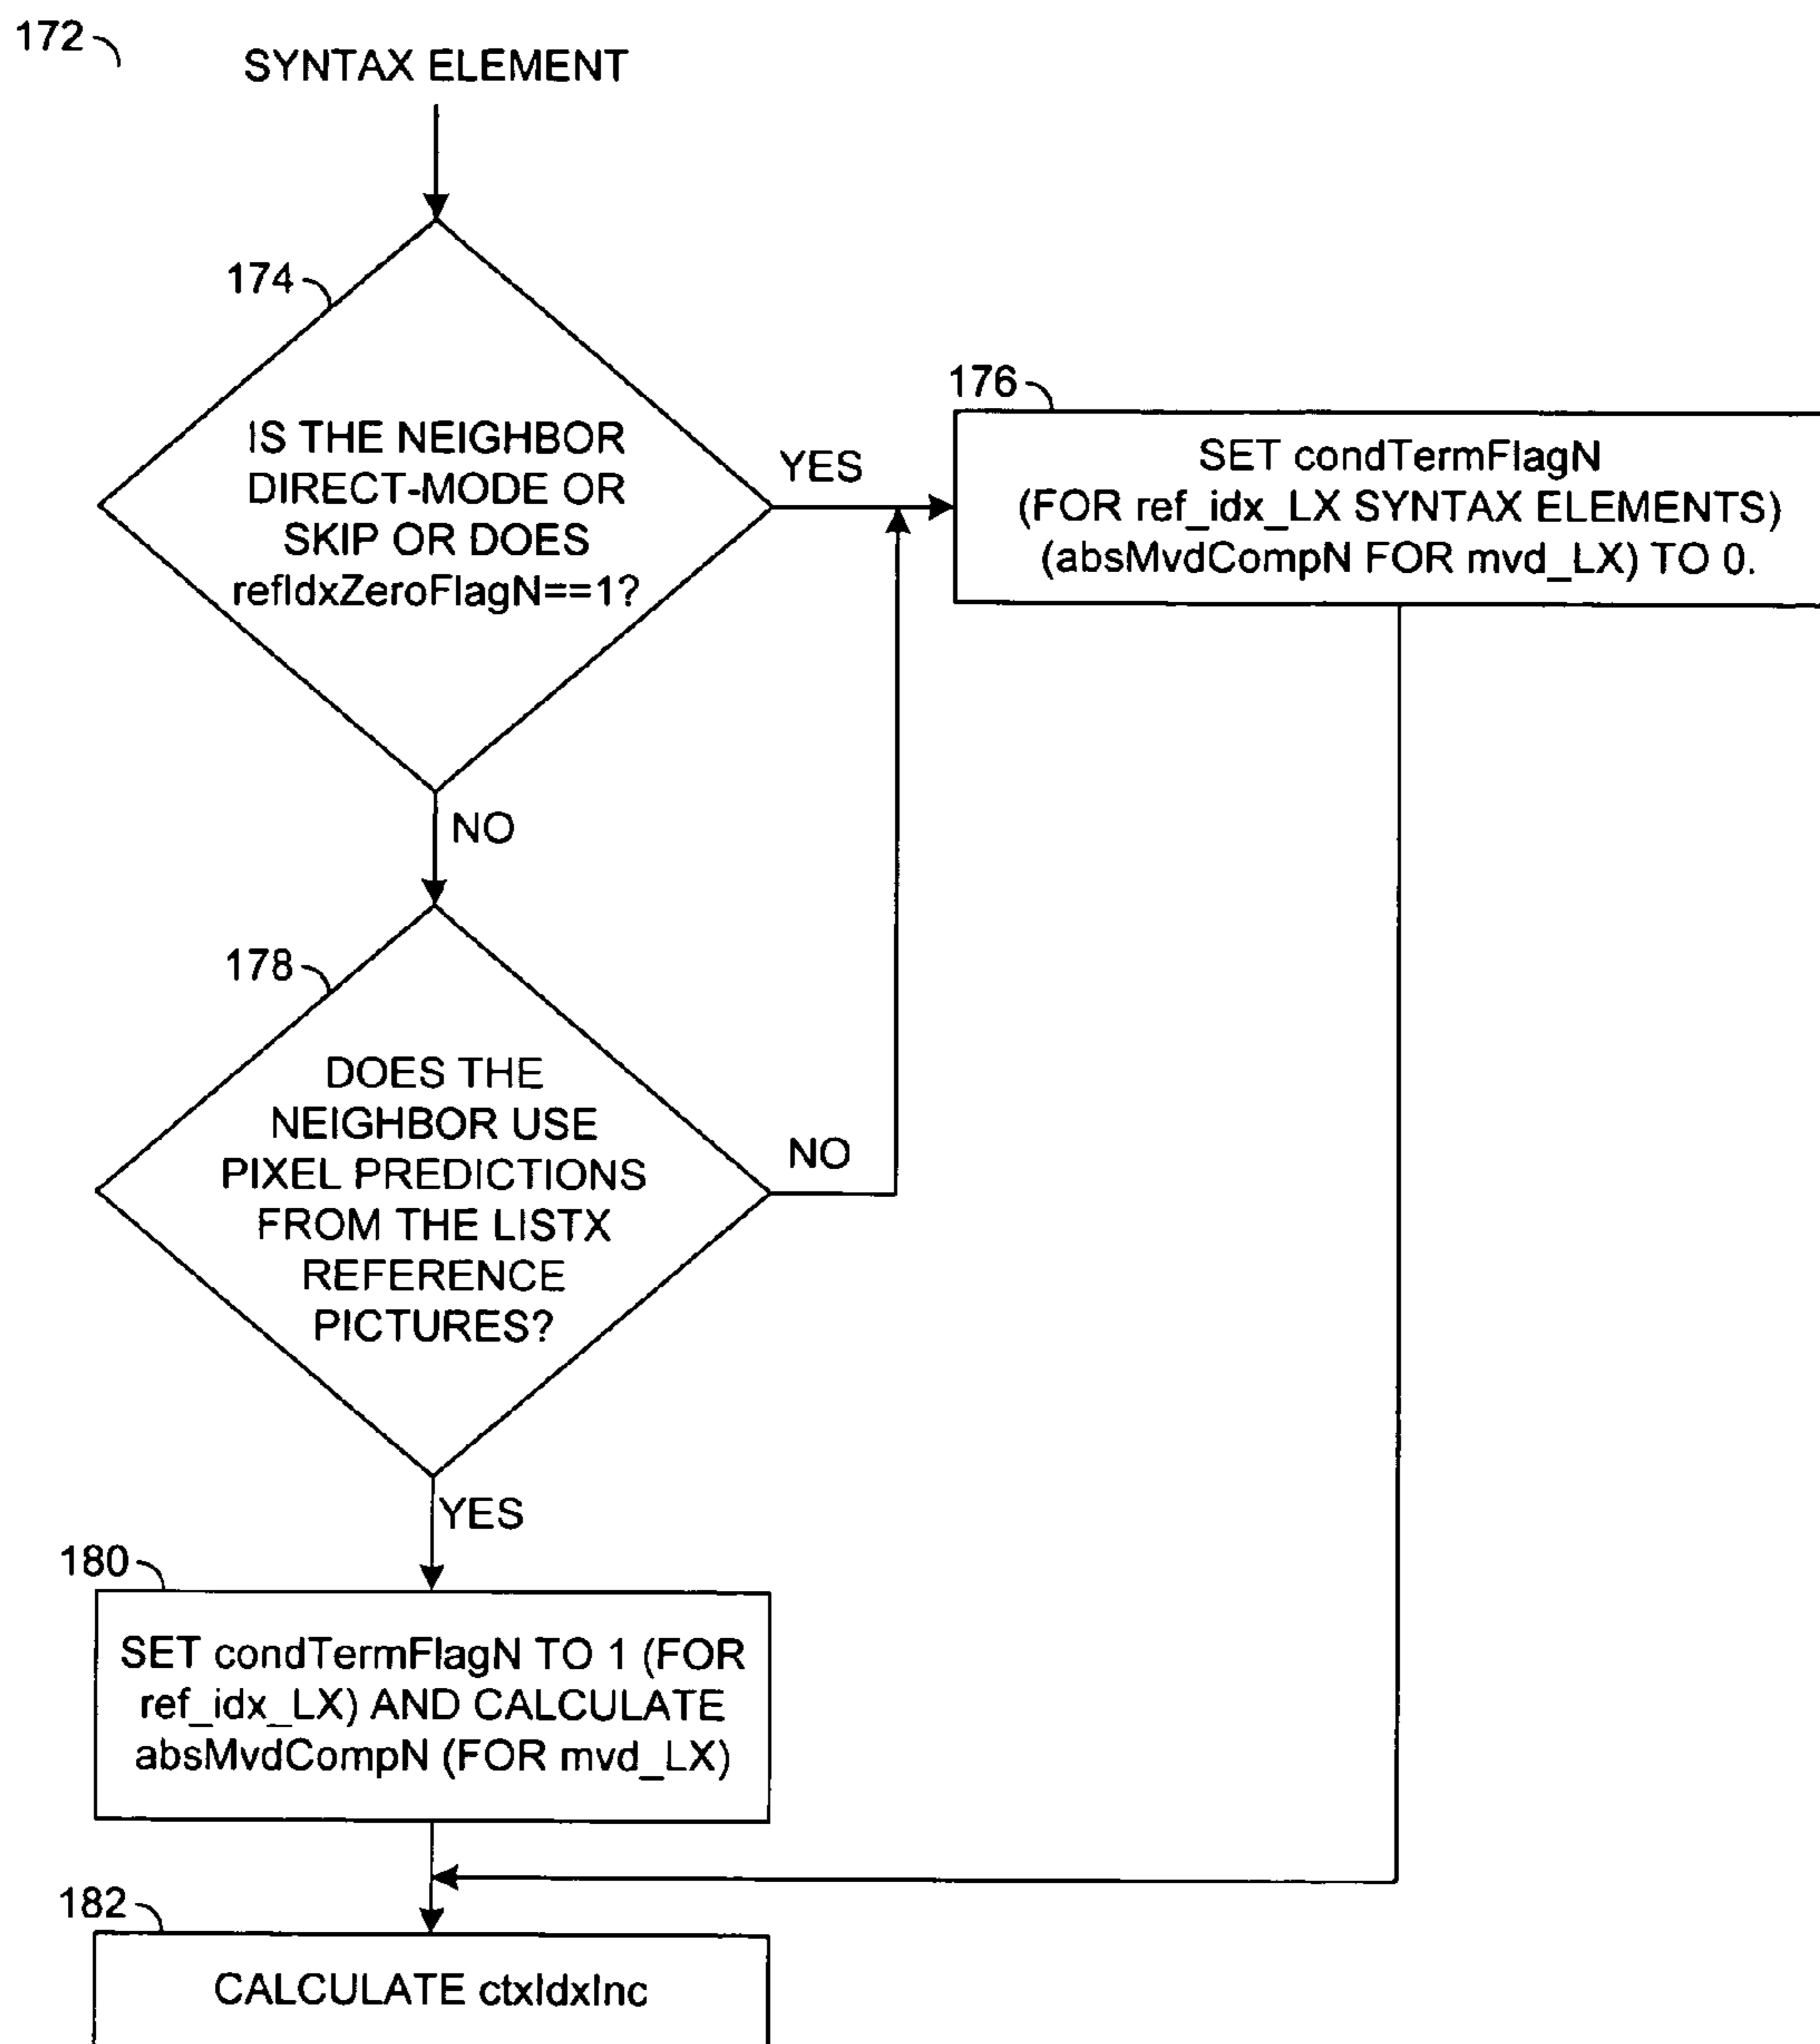 172
SYNTAX ELEMENT
174
IS THE NEIGHBOR
DIRECT-MODE OR
SKIP OR DOES
refIdxZeroFlagN==1?
YES
176
SET condTermFlagN
(FOR ref_idx_LX SYNTAX ELEMENTS)
(absMvdCompN FOR mvd_LX) TO 0.
NO
178
DOES THE
NEIGHBOR USE
PIXEL PREDICTIONS
FROM THE LISTX
REFERENCE
PICTURES?
NO
YES
180
SET condTermFlagN TO 1 (FOR
ref_idx_LX) AND CALCULATE
absMvdCompN (FOR mvd_LX)
182
CALCULATE ctxIdxInc